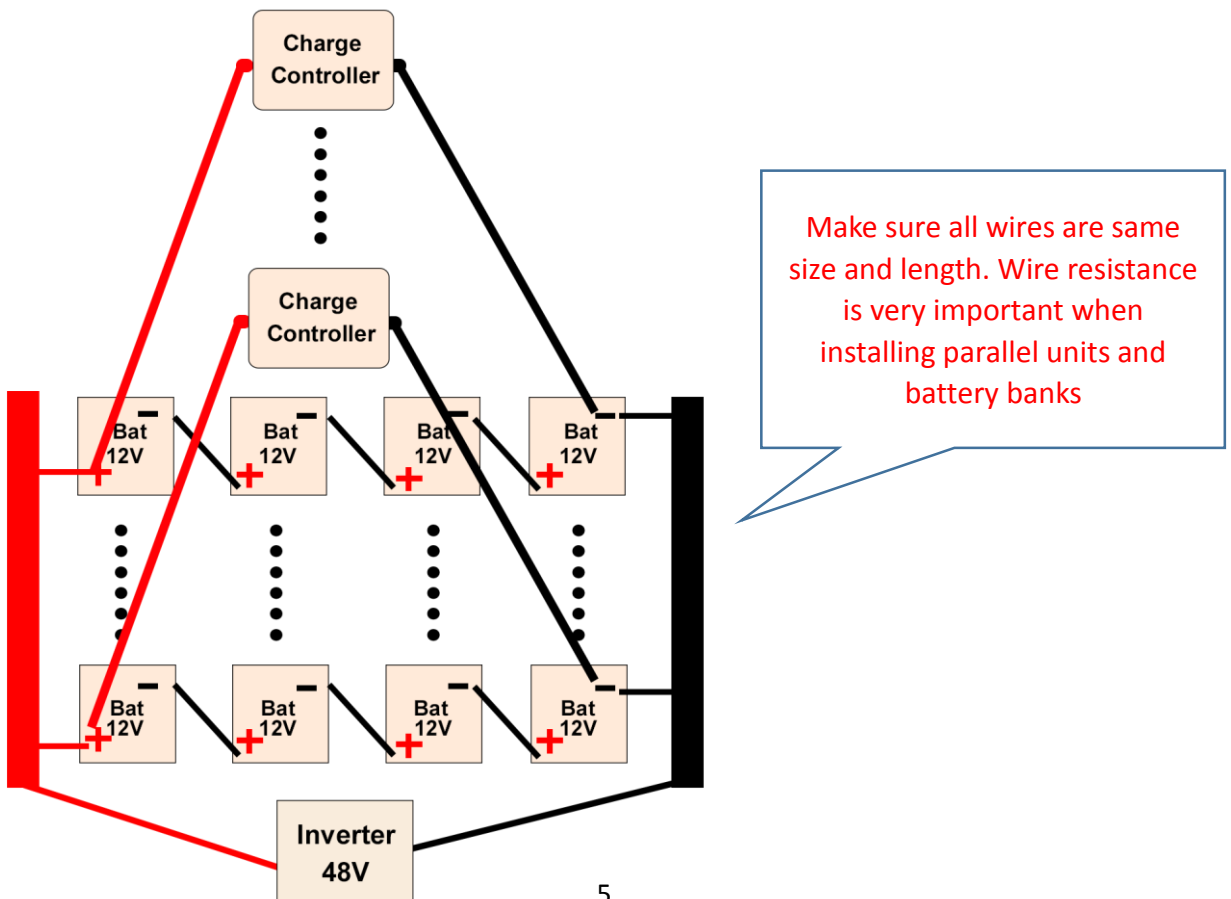 Charge
Controller
Charge
Controller
Make sure all wires are same
size and length. Wire resistance
is very important when
installing parallel units and
battery banks
- - - -
Bat Bat Bat Bat
12V 12V 12V 12V
+ + + +
- - - -
Bat Bat Bat Bat
12V 12V 12V 12V
+ + + +
Inverter
48V
5